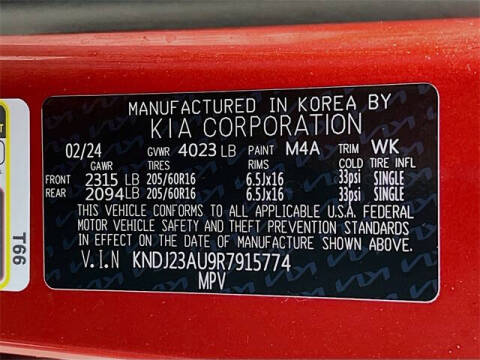 MANUFACTURED IN KOREA BY
KIA CORPORATION
02/24 GVWR 4023 LB PAINT M4A TRIM WK
GAWR TIRES RIMS COLD TIRE INFL
FRONT 2315 LB 205/60R16 6.5Jx16 33psi SINGLE
REAR 2094LB 205/60R16 6.5Jx16 33psi SINGLE
THIS VEHICLE CONFORMS TO ALL APPLICABLE U.S.A. FEDERAL
MOTOR VEHICLE SAFETY AND THEFT PREVENTION STANDARDS
IN EFFECT ON THE DATE OF MANUFACTURE SHOWN ABOVE.
V.I.N KNDJ23AU9R7915774
MPV
T66